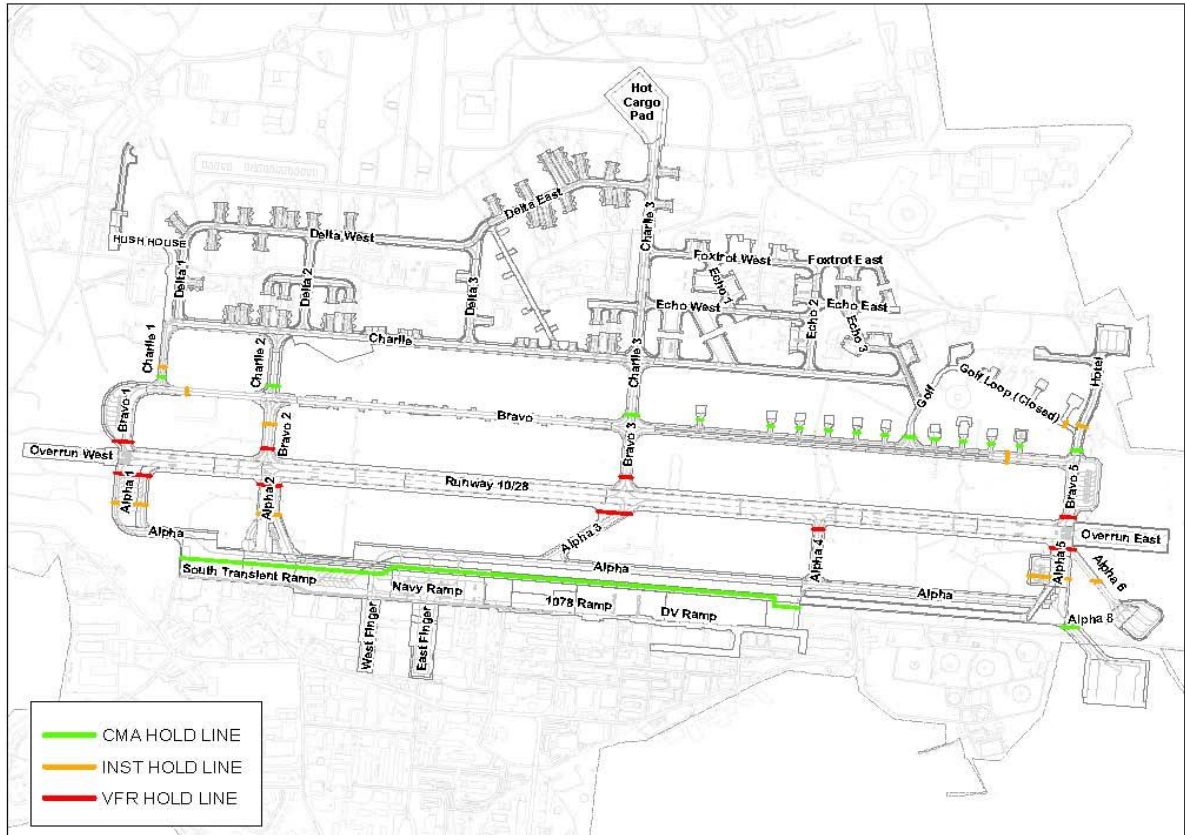 Hot
Cargo
Pad
Delta East
Delta West
HUSH HOUSE
Delta 1
Delta 2
Delta 3
Charlie 3
Foxtrot West
Foxtrot East
Echo 1
Echo West
Echo 2
Echo East
Echo 3
Charlie 1
Charlie 2
Charlie
Charlie 3
Golf
Golf Loop (Closed)
Hotel
Bravo 1
Bravo 2
Bravo
Bravo 3
Bravo 5
Overrun West
Runway 10/28
Overrun East
Alpha 1
Alpha 2
Alpha 3
Alpha 4
Alpha 5
Alpha 6
Alpha
Alpha
Alpha
Alpha 8
South Transient Ramp
Navy Ramp
1078 Ramp
DV Ramp
West Finger
East Finger
CMA HOLD LINE
INST HOLD LINE
VFR HOLD LINE